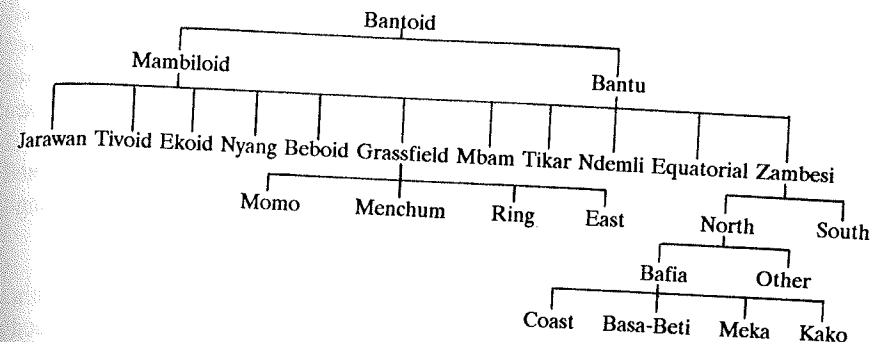 Bantoid
Mambiloid Bantu
Jarawan Tivoid Ekoid Nyang Beboid Grassfield Mbam Tikar Ndemli Equatorial Zambesi
Momo Menchum Ring East North South
Bafia Other
Coast Basa-Beti Meka Kako